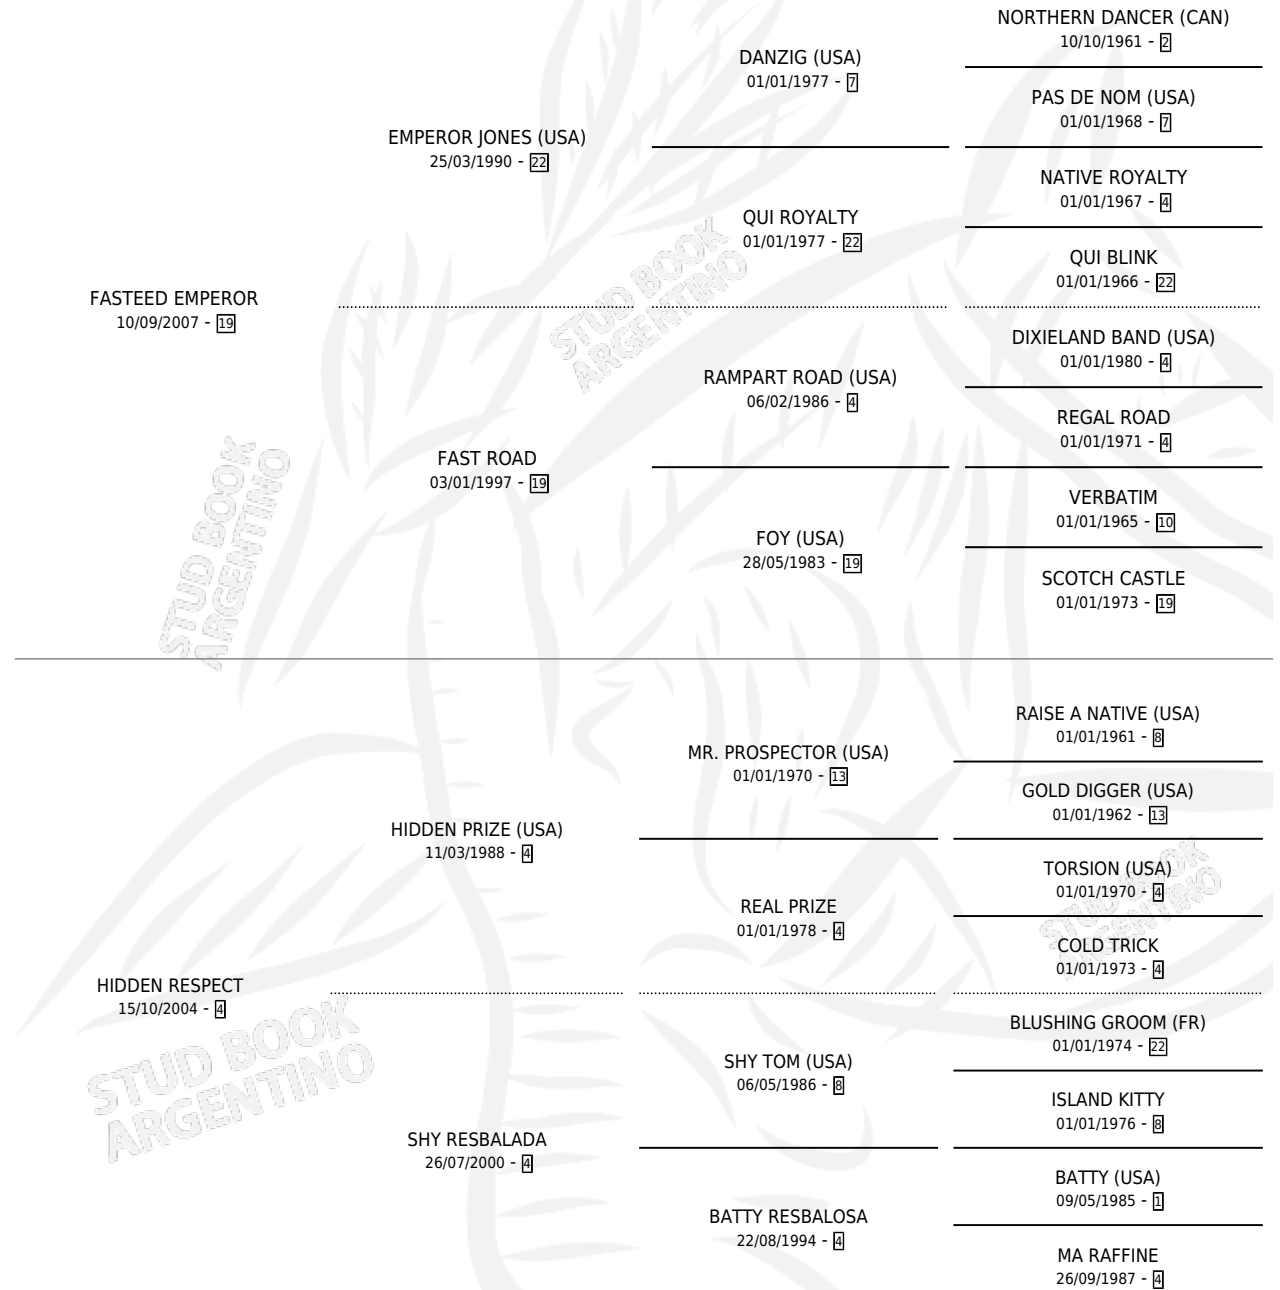 NORTHERN DANCER (CAN)
10/10/1961 - 2
DANZIG (USA)
01/01/1977 - 7
PAS DE NOM (USA)
01/01/1968 - 7
EMPEROR JONES (USA)
25/03/1990 - 22
NATIVE ROYALTY
01/01/1967 - 4
QUI ROYALTY
01/01/1977 - 22
QUI BLINK
01/01/1966 - 22
FASTEED EMPEROR
10/09/2007 - 19
DIXIELAND BAND (USA)
01/01/1980 - 4
RAMPART ROAD (USA)
06/02/1986 - 4
REGAL ROAD
01/01/1971 - 4
FAST ROAD
03/01/1997 - 19
VERBATIM
01/01/1965 - 10
FOY (USA)
28/05/1983 - 19
SCOTCH CASTLE
01/01/1973 - 19
STUD BOOK
ARGENTINO
STUD BOOK
ARGENTINO
RAISE A NATIVE (USA)
01/01/1961 - 8
MR. PROSPECTOR (USA)
01/01/1970 - 13
GOLD DIGGER (USA)
01/01/1962 - 13
HIDDEN PRIZE (USA)
11/03/1988 - 4
TORSION (USA)
01/01/1970 - 4
REAL PRIZE
01/01/1978 - 4
COLD TRICK
01/01/1973 - 4
HIDDEN RESPECT
15/10/2004 - 4
BLUSHING GROOM (FR)
01/01/1974 - 22
SHY TOM (USA)
06/05/1986 - 8
ISLAND KITTY
01/01/1976 - 8
SHY RESBALADA
26/07/2000 - 4
BATTY (USA)
09/05/1985 - 1
BATTY RESBALOSA
22/08/1994 - 4
MA RAFFINE
26/09/1987 - 4
STUD BOOK
ARGENTINO
STUD BOOK
ARGENTINO